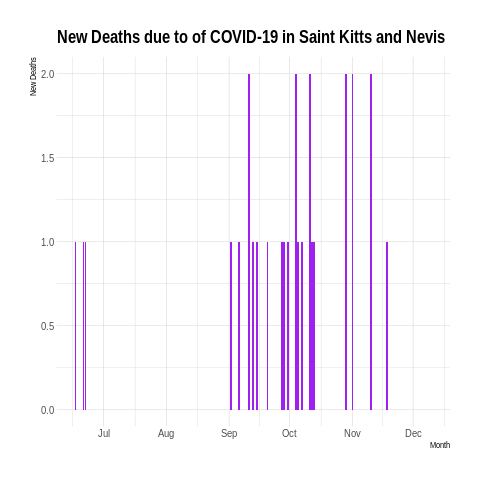 New Deaths due to of COVID-19 in Saint Kitts and Nevis
New Deaths
2.0
1.5
1.0
0.5
0.0
Jul Aug Sep Oct Nov Dec
Month